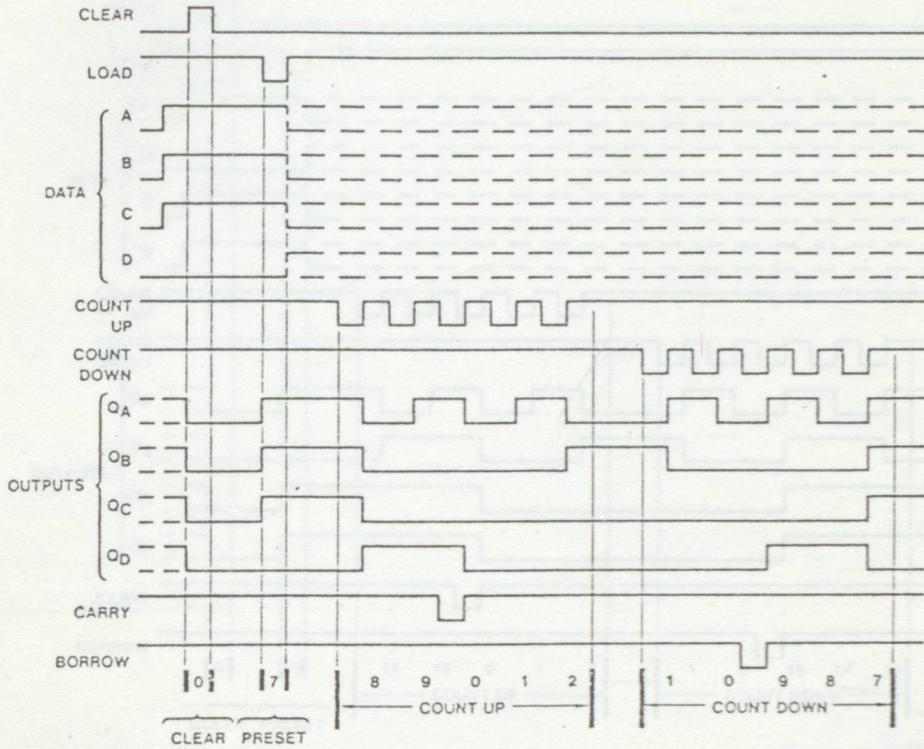 CLEAR
LOAD
DATA
A
B
C
D
COUNT
UP
COUNT
DOWN
OUTPUTS
QA
QB
QC
QD
CARRY
BORROW
0 7 8 9 0 1 2 1 0 9 8 7
COUNT UP COUNT DOWN
CLEAR PRESET